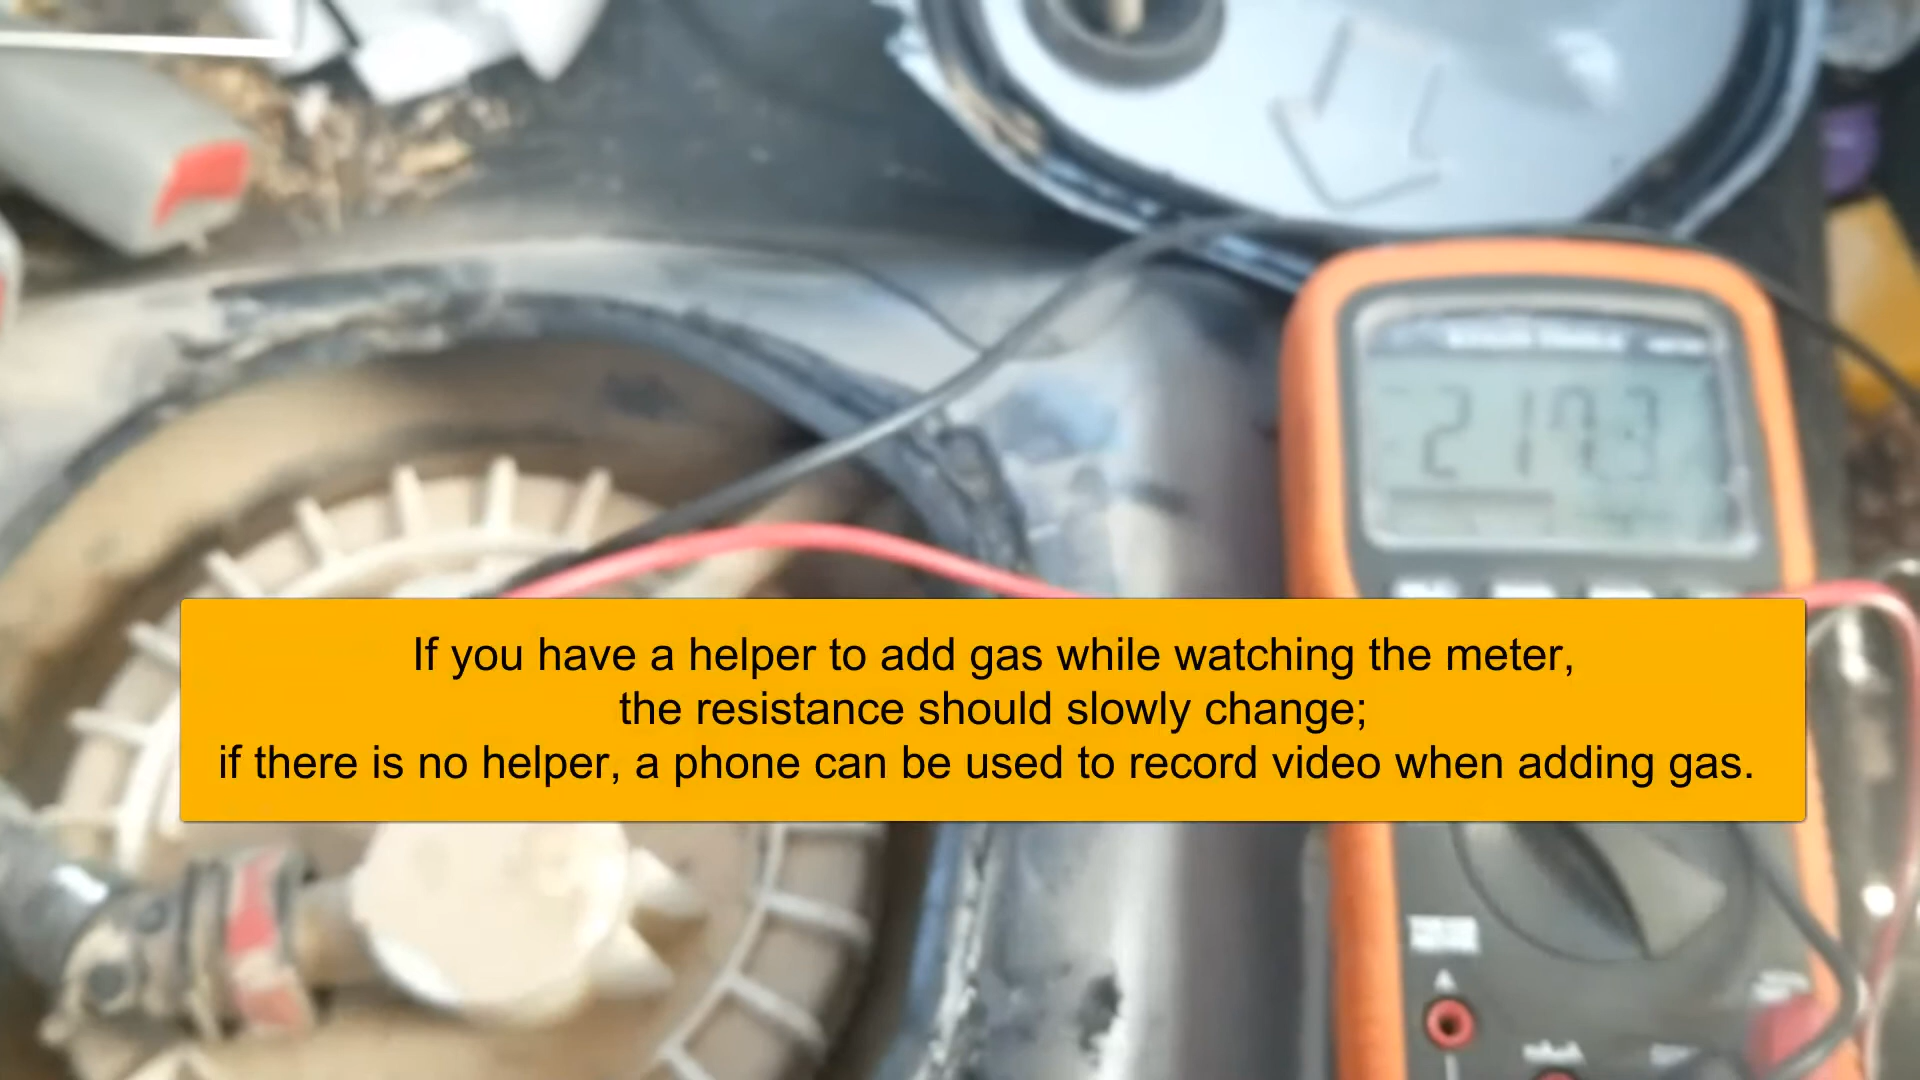 If you have a helper to add gas while watching the meter,
the resistance should slowly change;
if there is no helper, a phone can be used to record video when adding gas.
A